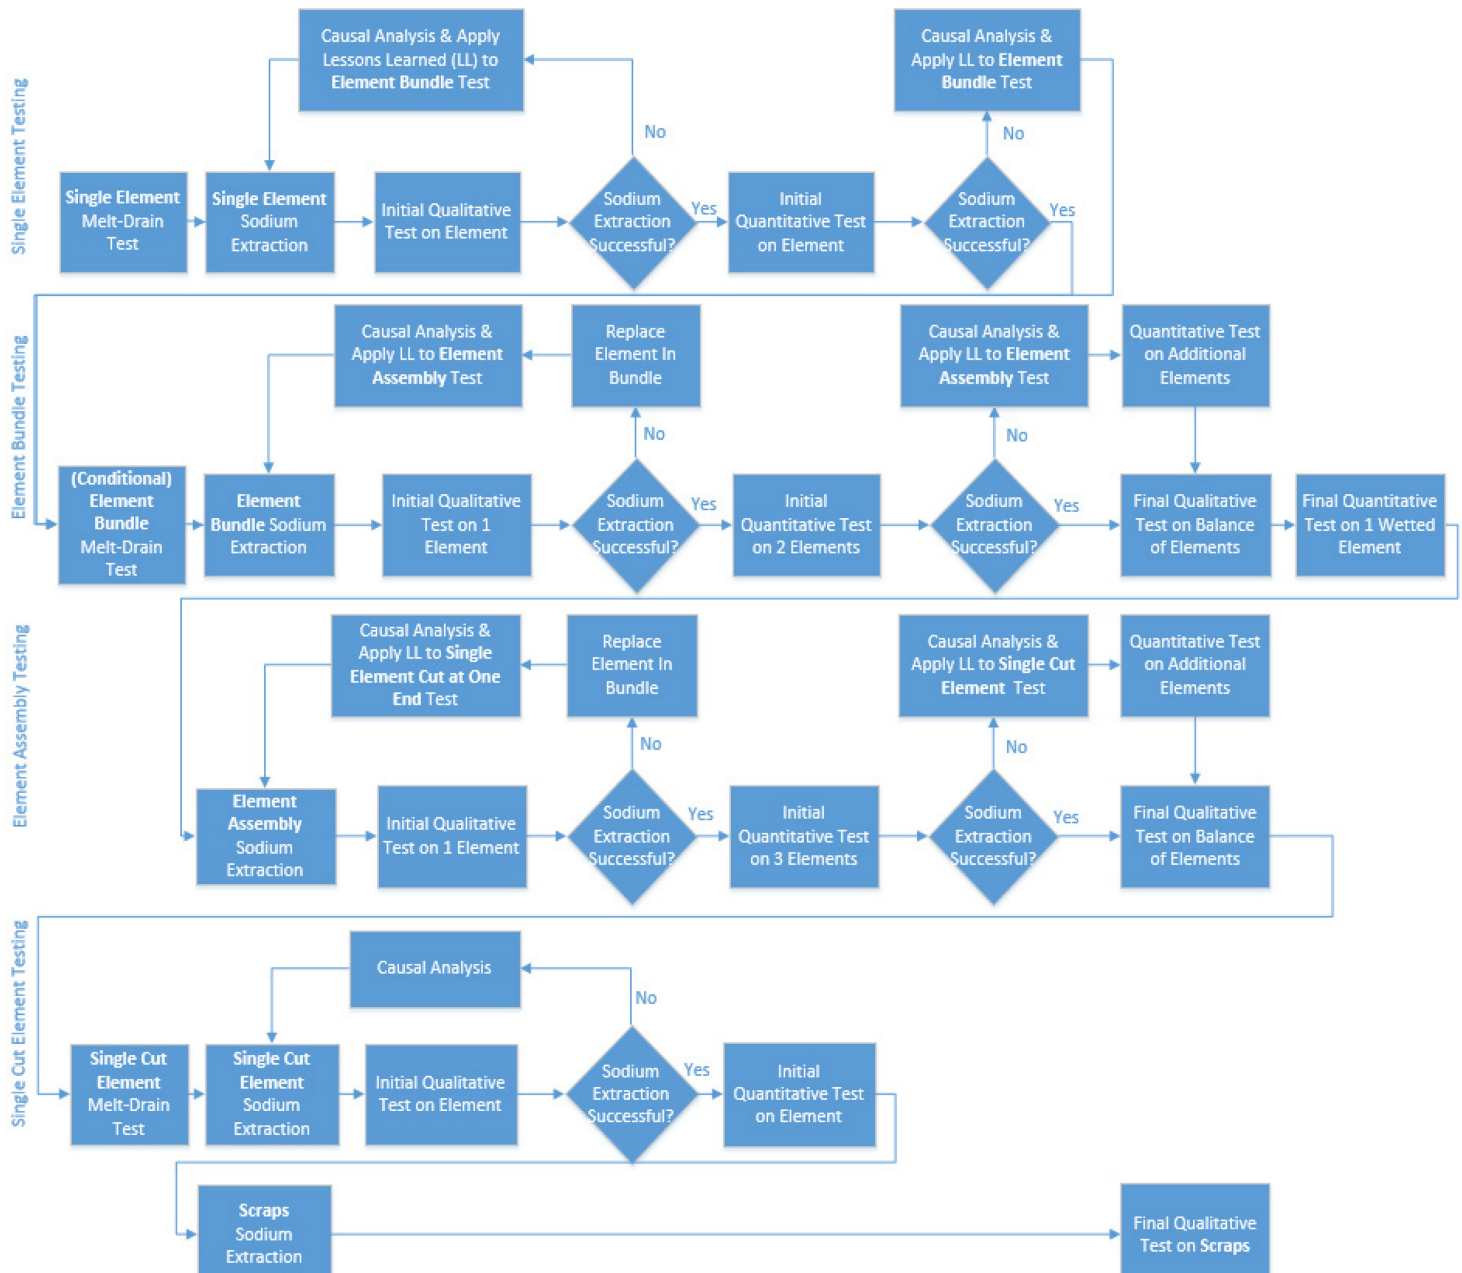 Single Element Testing
Causal Analysis & Apply
Lessons Learned (LL) to
Element Bundle Test
Causal Analysis &
Apply LL to Element
Bundle Test
No
No
Single Element
Melt-Drain
Test
Single Element
Sodium
Extraction
Initial Qualitative
Test on Element
Sodium
Extraction
Successful?
Yes
Initial
Quantitative Test
on Element
Sodium
Extraction
Successful?
Yes
Element Bundle Testing
Causal Analysis &
Apply LL to Element
Assembly Test
Replace
Element In
Bundle
Causal Analysis &
Apply LL to Element
Assembly Test
Quantitative Test
on Additional
Elements
No
No
(Conditional)
Element
Bundle
Melt-Drain
Test
Element
Bundle Sodium
Extraction
Initial Qualitative
Test on 1
Element
Sodium
Extraction
Successful?
Yes
Initial
Quantitative Test
on 2 Elements
Sodium
Extraction
Successful?
Yes
Final Qualitative
Test on Balance
of Elements
Final Quantitative
Test on 1 Wetted
Element
Element Assembly Testing
Causal Analysis &
Apply LL to Single
Element Cut at One
End Test
Replace
Element In
Bundle
Causal Analysis &
Apply LL to Single Cut
Element Test
Quantitative Test
on Additional
Elements
No
No
Element
Assembly
Sodium
Extraction
Initial Qualitative
Test on 1 Element
Sodium
Extraction
Successful?
Yes
Initial
Quantitative Test
on 3 Elements
Sodium
Extraction
Successful?
Yes
Final Qualitative
Test on Balance
of Elements
Single Cut Element Testing
Causal Analysis
No
Single Cut
Element
Melt-Drain
Test
Single Cut
Element
Sodium
Extraction
Initial Qualitative
Test on Element
Sodium
Extraction
Successful?
Yes
Initial
Quantitative Test
on Element
Scraps
Sodium
Extraction
Final Qualitative
Test on Scraps